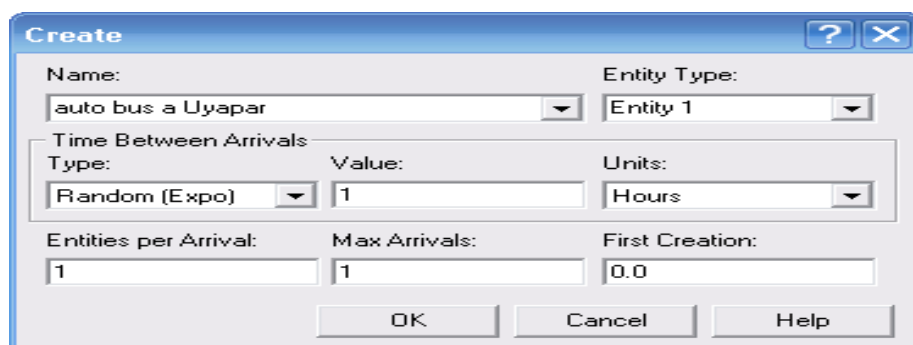 Create
Name: Entity Type:
auto bus a Uyapar Entity 1
Time Between Arrivals
Type: Value: Units:
Random (Expo) 1 Hours
Entities per Arrival: Max Arrivals: First Creation:
1 1 0.0
OK Cancel Help